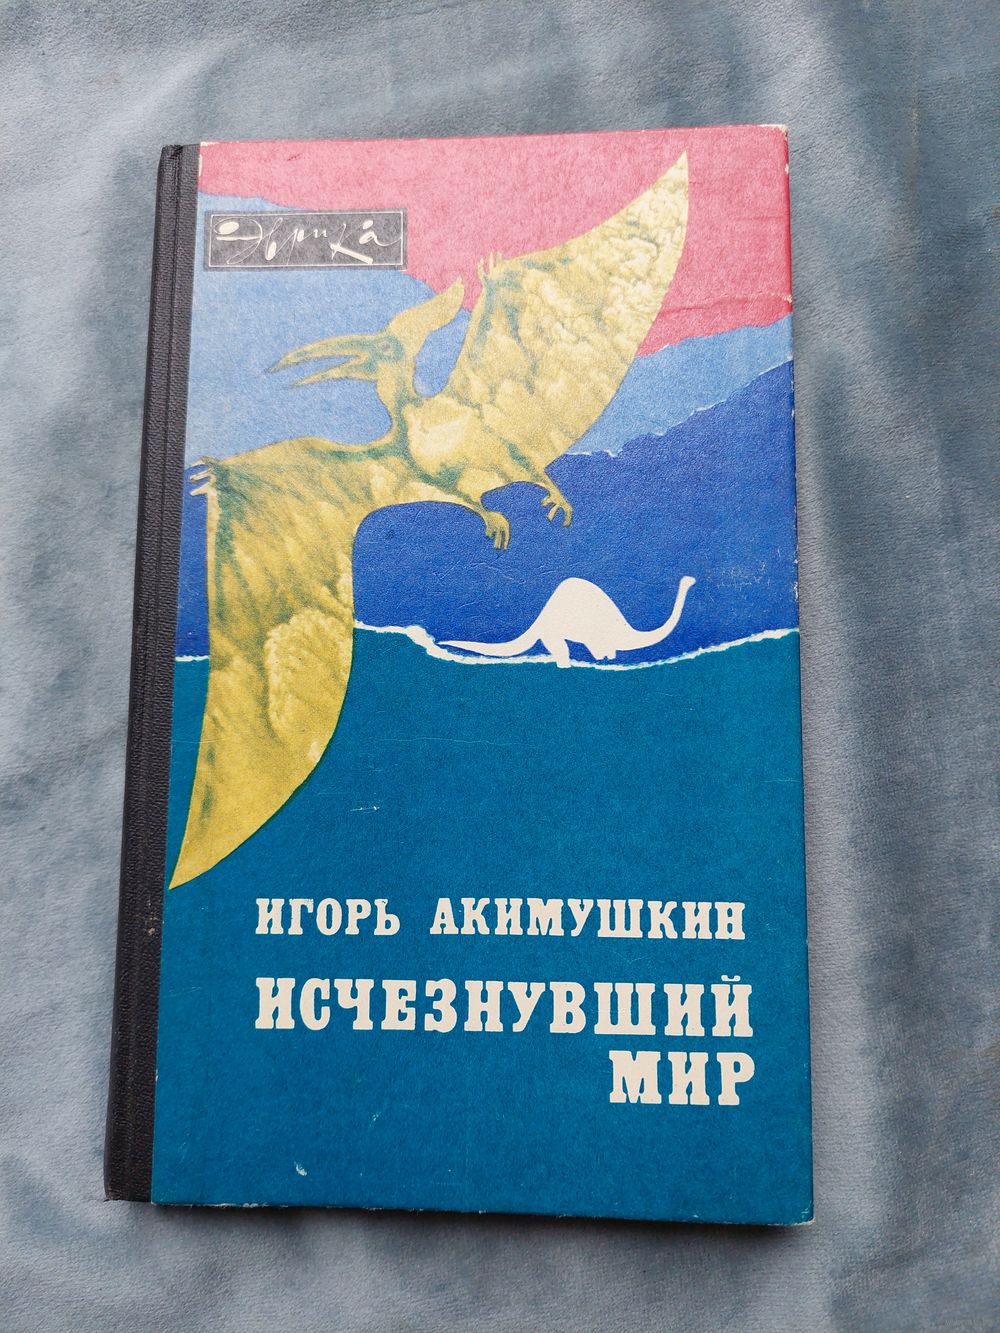 Эврика
ИГОРЬ АКИМУШКИН
ИСЧЕЗНУВШИЙ
МИР